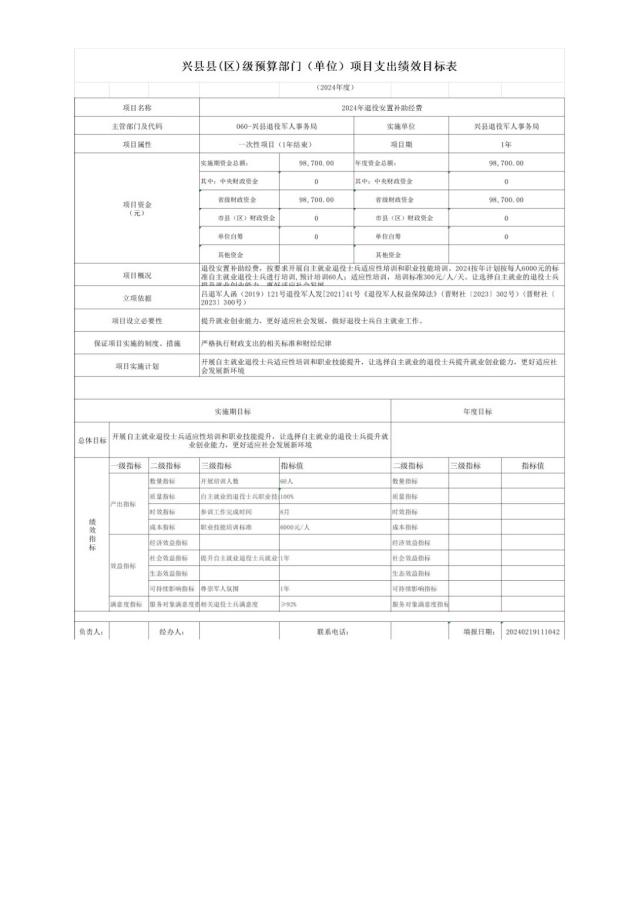 兴县县(区)级预算部门（单位）项目支出绩效目标表
（2024年度）
项目名称 2024年退役安置补助经费
主管部门及代码 060-兴县退役军人事务局 实施单位 兴县退役军人事务局
项目属性 一次性项目（1年结束） 项目期 1年
项目资金（元） 实施期资金总额： 98,700.00 年度资金总额： 98,700.00
其中：中央财政资金 0 其中：中央财政资金 0
省级财政资金 98,700.00 省级财政资金 98,700.00
市县（区）财政资金 0 市县（区）财政资金 0
单位自筹 0 单位自筹 0
其他资金 其他资金
项目概况
退役安置补助经费，按要求开展自主就业退役士兵适应性培训和职业技能培训，2024按年计划按每人6000元的标
准自主就业退役士兵进行培训,预计培训60人；适应性培训，培训标准300元/人/天。让选择自主就业的退役士兵
立项依据
吕退军人函（2019）121号退役军人发[2021]41号《退役军人权益保障法》（晋财社〔2023〕302号）（晋财社〔
2023〕300号）
项目设立必要性 提升就业创业能力，更好适应社会发展，做好退役士兵自主就业工作。
保证项目实施的制度、措施 严格执行财政支出的相关标准和财经纪律
项目实施计划
开展自主就业退役士兵适应性培训和职业技能提升，让选择自主就业的退役士兵提升就业创业能力，更好适应社
会发展新环境
实施期目标 年度目标
总体目标
开展自主就业退役士兵适应性培训和职业技能提升，让选择自主就业的退役士兵提升就
业创业能力，更好适应社会发展新环境
绩效指标
一级指标 二级指标 三级指标 指标值 二级指标 三级指标 指标值
产出指标 数量指标 开展培训人数 60人 数量指标
质量指标 自主就业的退役士兵职业技 100% 质量指标
时效指标 参训工作完成时间 8月 时效指标
成本指标 职业技能培训标准 6000元/人 成本指标
效益指标 经济效益指标 经济效益指标
社会效益指标 提升自主就业退役士兵就业 1年 社会效益指标
生态效益指标 生态效益指标
可持续影响指标 尊崇军人氛围 1年 可持续影响指标
满意度指标 服务对象满意度指 相关退役士兵满意度 ≥92% 服务对象满意度指标
负责人： 经办人： 联系电话： 填报日期： 20240219111042